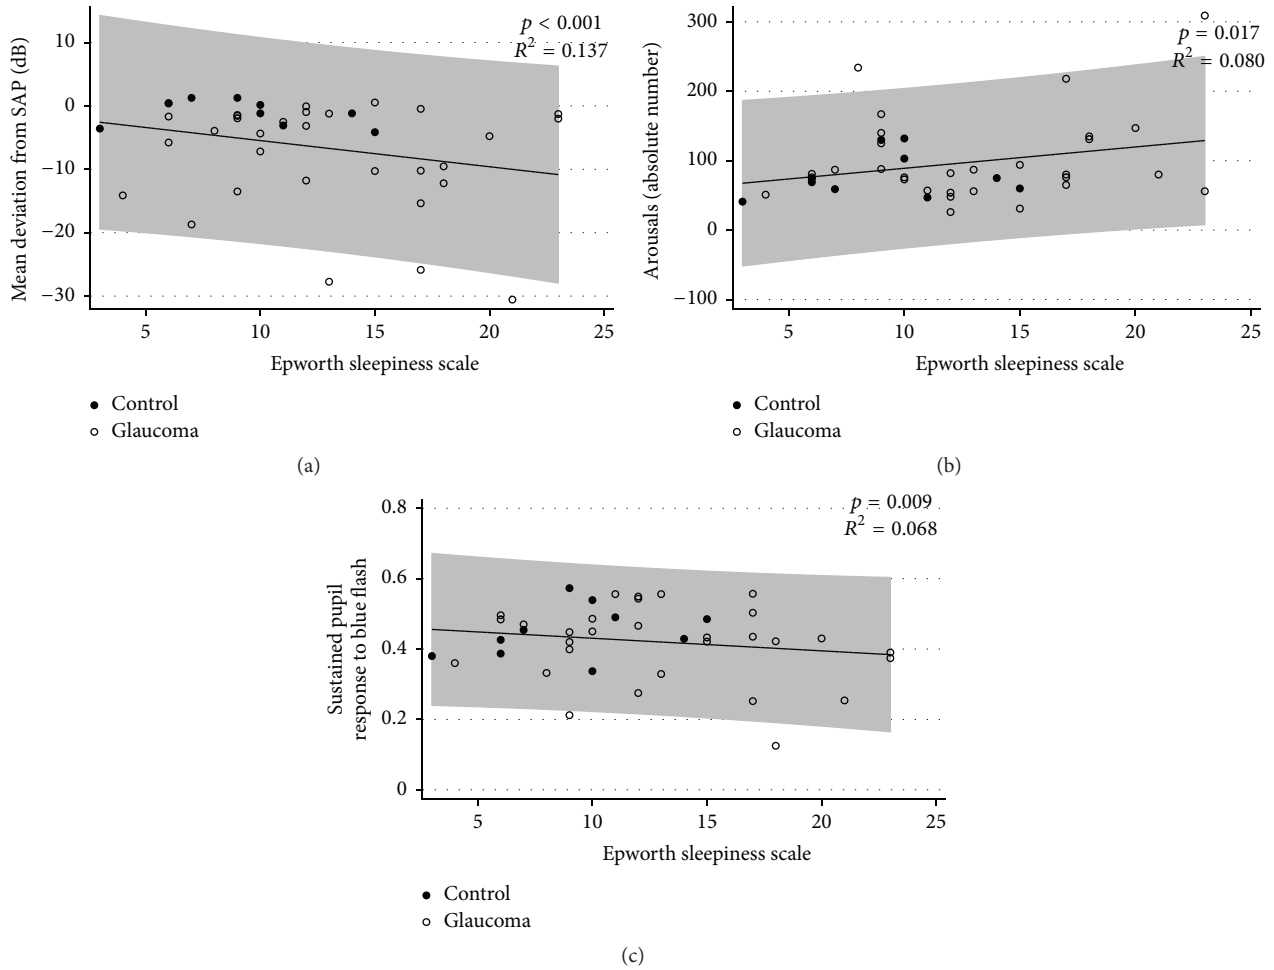 p < 0.001
R2 = 0.137
10
0
−10
−20
−30
Mean deviation from SAP (dB)
5
10
15
20
25
Epworth sleepiness scale
Control
Glaucoma
(a)
p = 0.017
R2 = 0.080
300
200
100
0
−100
Arousals (absolute number)
5
10
15
20
25
Epworth sleepiness scale
Control
Glaucoma
(b)
p = 0.009
R2 = 0.068
0.8
0.6
0.4
0.2
0
Sustained pupil
response to blue flash
5
10
15
20
25
Epworth sleepiness scale
Control
Glaucoma
(c)